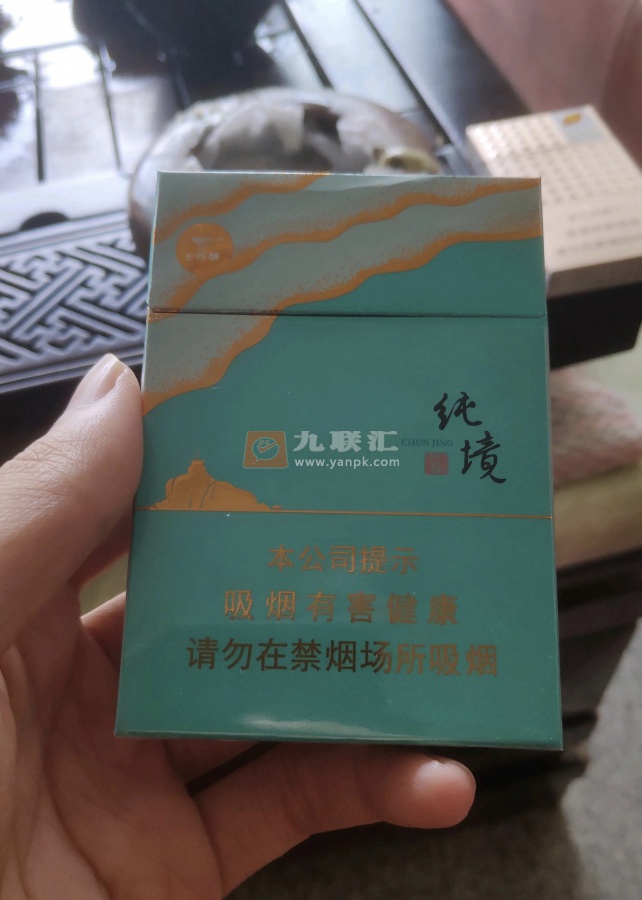 纯境
CHUN JING
九联汇
www.yanpk.com
本公司提示
吸烟有害健康
请勿在禁烟场所吸烟